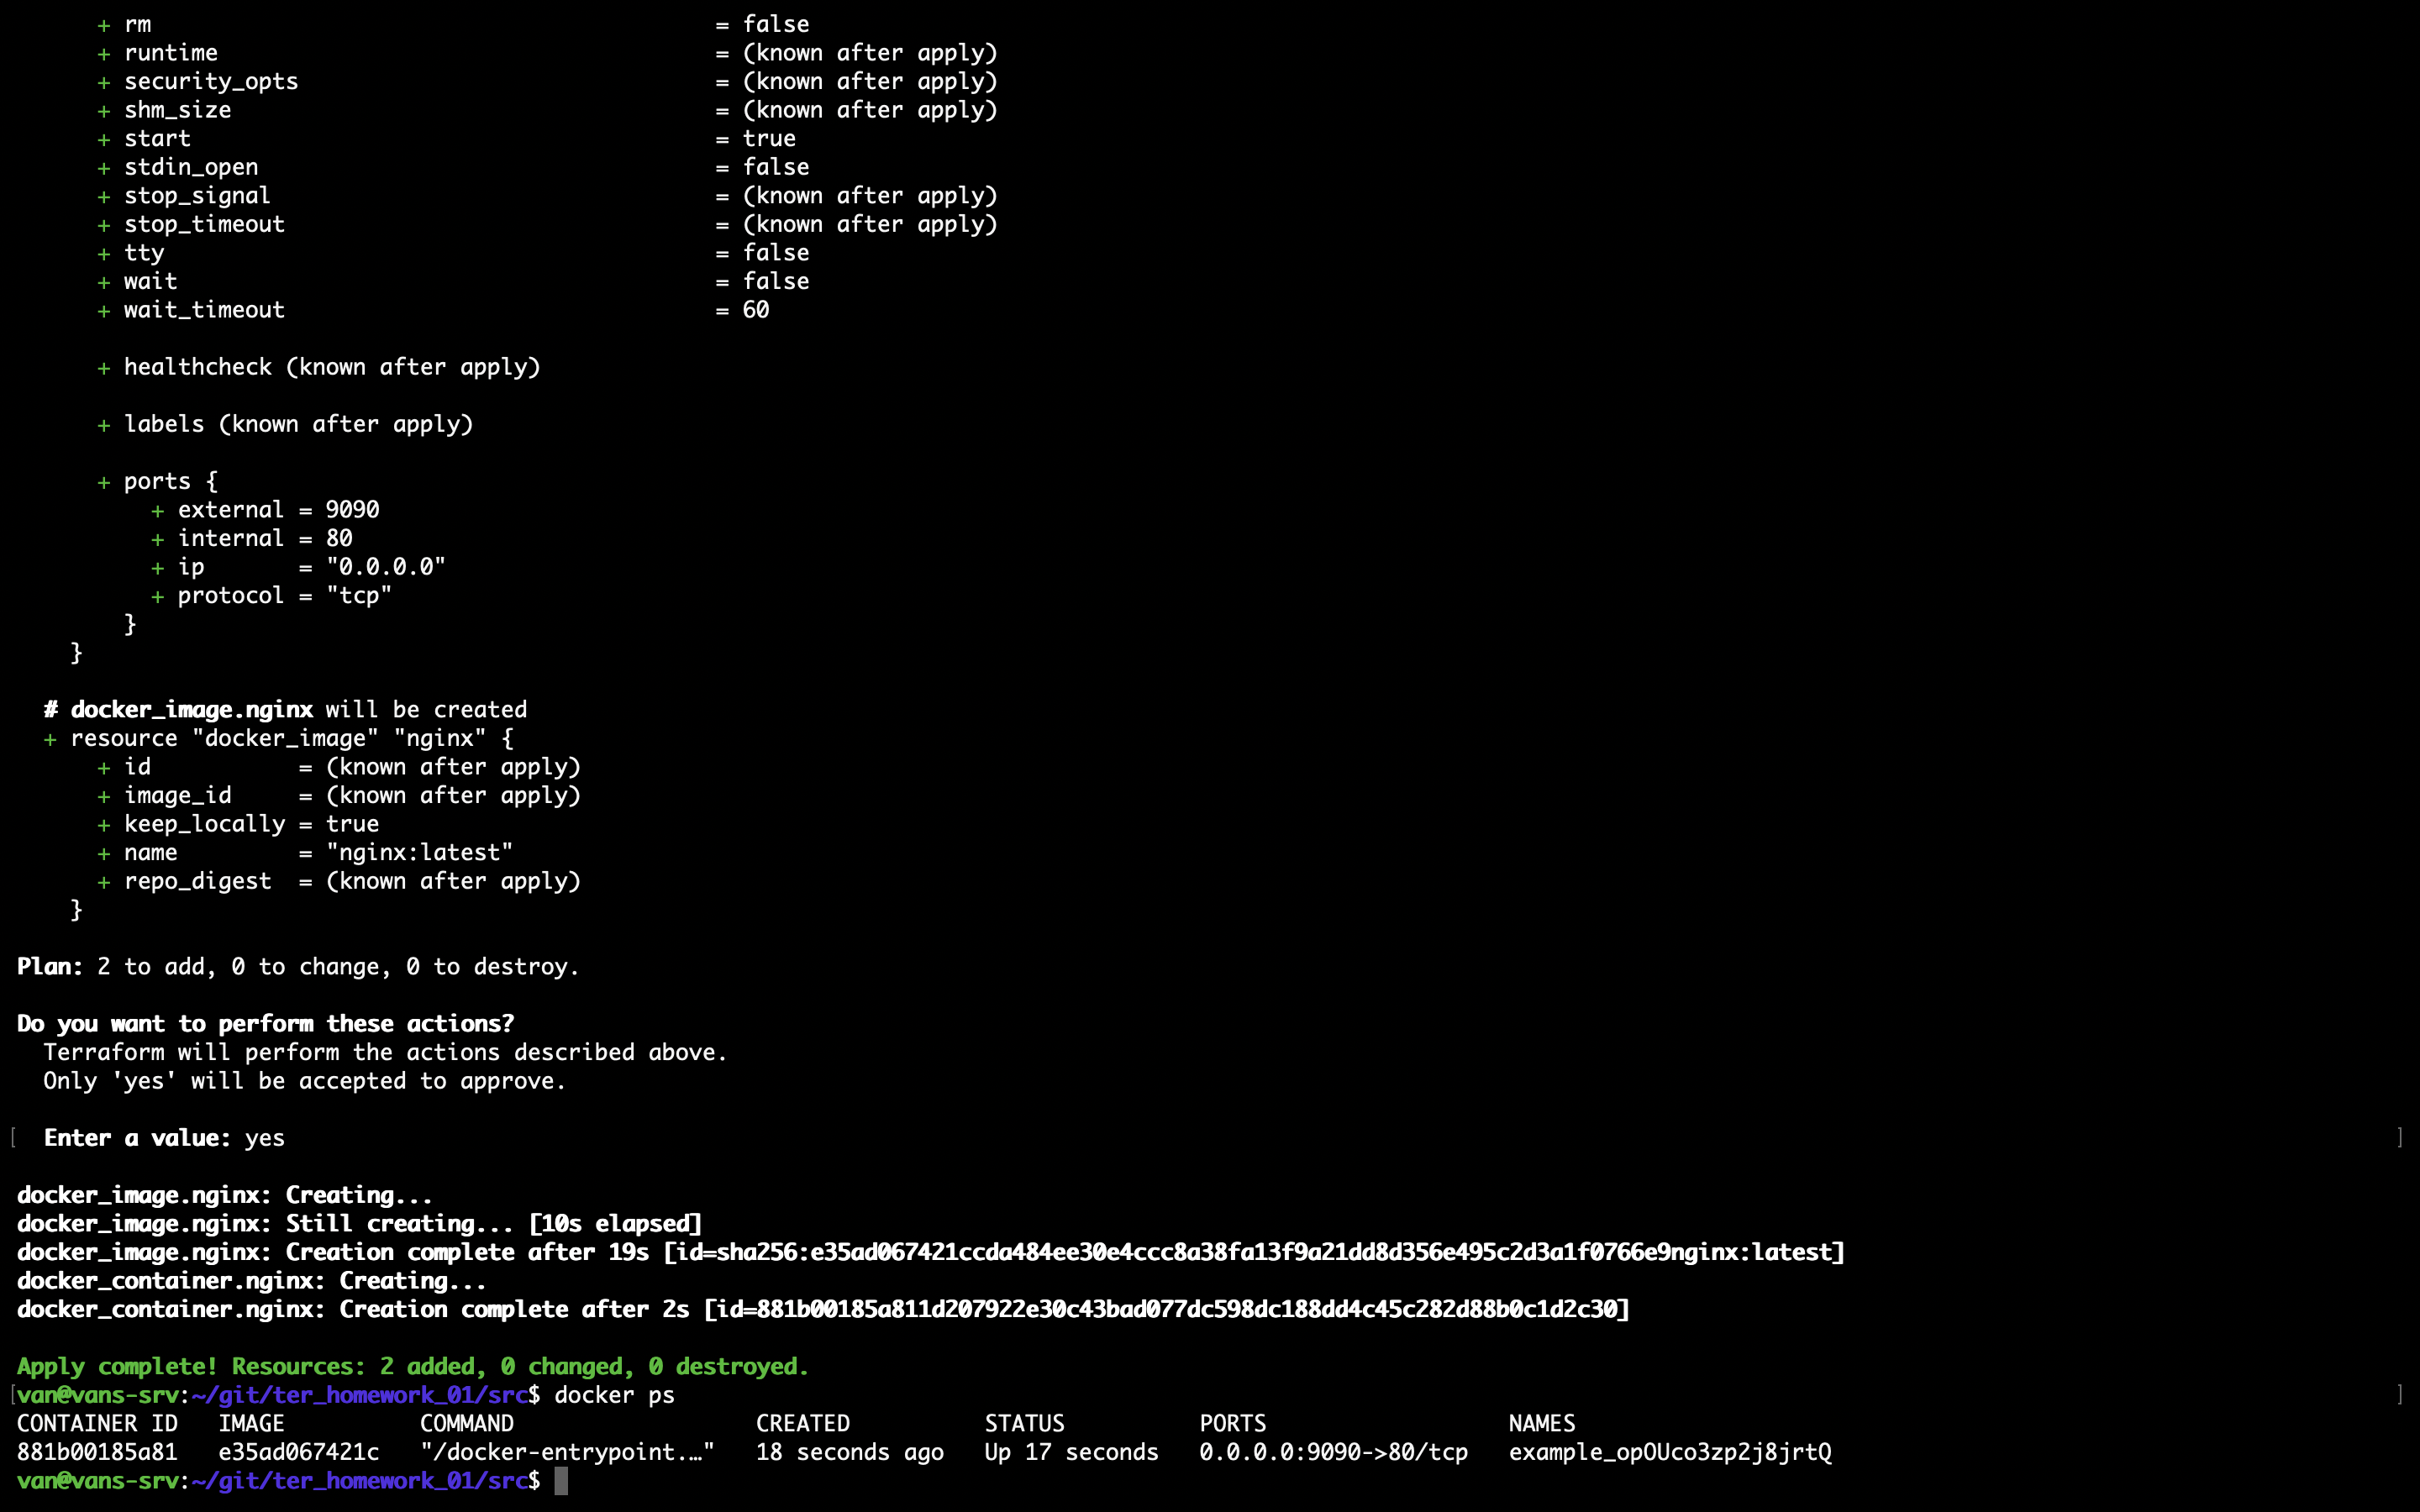 + rm = false
+ runtime = (known after apply)
+ security_opts = (known after apply)
+ shm_size = (known after apply)
+ start = true
+ stdin_open = false
+ stop_signal = (known after apply)
+ stop_timeout = (known after apply)
+ tty = false
+ wait = false
+ wait_timeout = 60
+ healthcheck (known after apply)
+ labels (known after apply)
+ ports {
+ external = 9090
+ internal = 80
+ ip = "0.0.0.0"
+ protocol = "tcp"
}
}
# docker_image.nginx will be created
+ resource "docker_image" "nginx" {
+ id = (known after apply)
+ image_id = (known after apply)
+ keep_locally = true
+ name = "nginx:latest"
+ repo_digest = (known after apply)
}
Plan: 2 to add, 0 to change, 0 to destroy.
Do you want to perform these actions?
Terraform will perform the actions described above.
Only 'yes' will be accepted to approve.
[ Enter a value: yes ]
docker_image.nginx: Creating...
docker_image.nginx: Still creating... [10s elapsed]
docker_image.nginx: Creation complete after 19s [id=sha256:e35ad067421ccda484ee30e4ccc8a38fa13f9a21dd8d356e495c2d3a1f0766e9nginx:latest]
docker_container.nginx: Creating...
docker_container.nginx: Creation complete after 2s [id=881b00185a811d207922e30c43bad077dc598dc188dd4c45c282d88b0c1d2c30]
Apply complete! Resources: 2 added, 0 changed, 0 destroyed.
[van@vans-srv:~/git/ter_homework_01/src$ docker ps ]
CONTAINER ID IMAGE COMMAND CREATED STATUS PORTS NAMES
881b00185a81 e35ad067421c "/docker-entrypoint.…" 18 seconds ago Up 17 seconds 0.0.0.0:9090->80/tcp example_opOUco3zp2j8jrtQ
van@vans-srv:~/git/ter_homework_01/src$